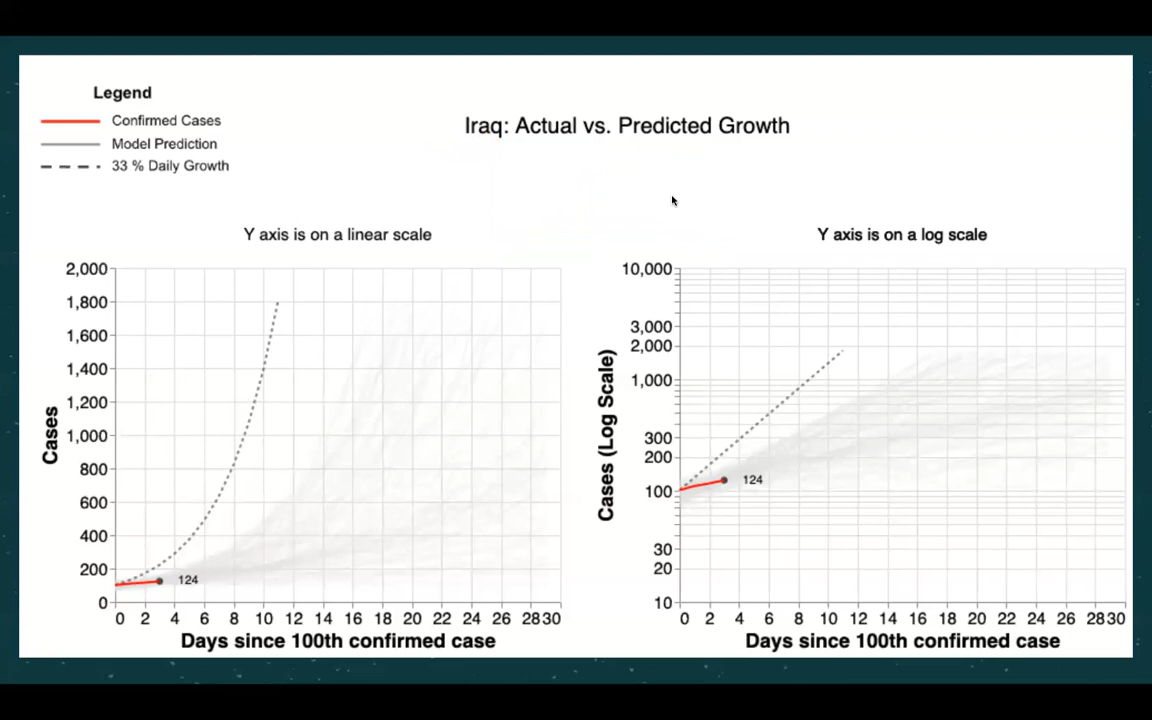 Legend
Confirmed Cases
Model Prediction
33 % Daily Growth
Iraq: Actual vs. Predicted Growth
Y axis is on a linear scale
2,000
1,800
1,600
1,400
1,200
1,000
800
600
400
200
0
Cases
124
0 2 4 6 8 10 12 14 16 18 20 22 24 26 28 30
Days since 100th confirmed case
Y axis is on a log scale
10,000
3,000
2,000
1,000
300
200
100
30
20
10
Cases (Log Scale)
124
0 2 4 6 8 10 12 14 16 18 20 22 24 26 28 30
Days since 100th confirmed case